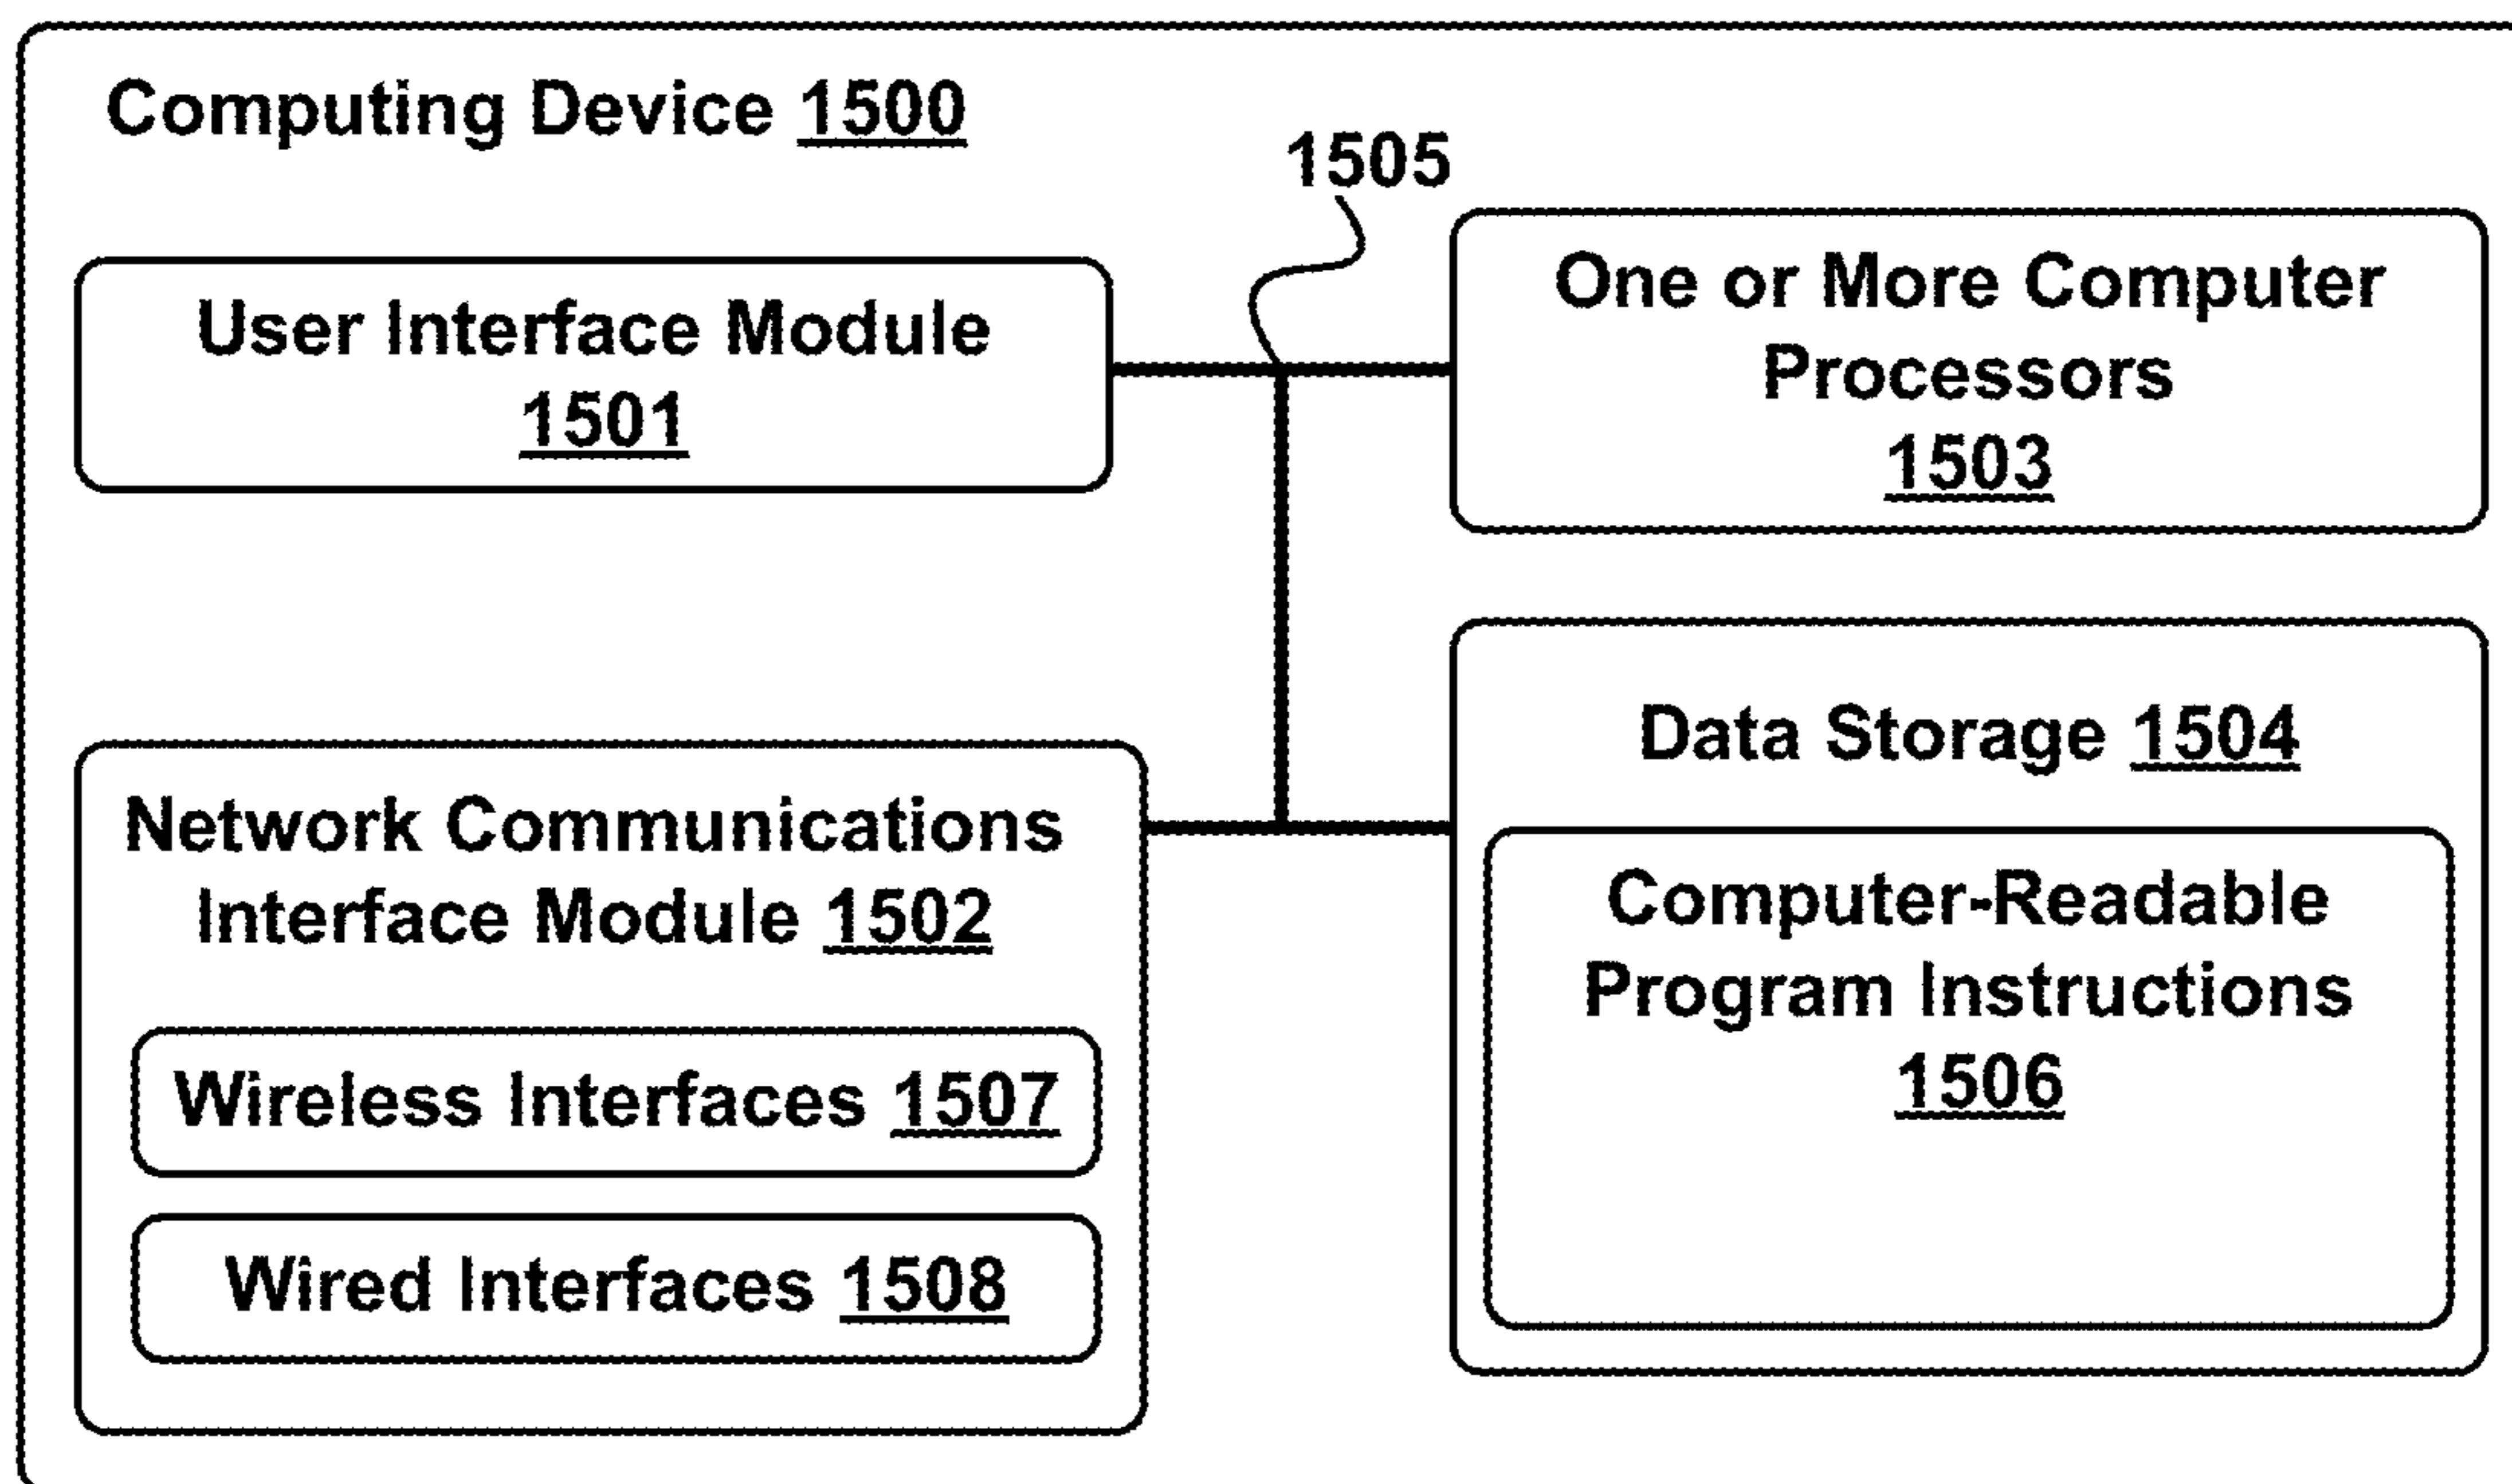 Computing Device 1500
1505
User Interface Module
1501
One or More Computer
Processors
1503
Network Communications
Interface Module 1502
Wireless Interfaces 1507
Wired Interfaces 1508
Data Storage 1504
Computer-Readable
Program Instructions
1506